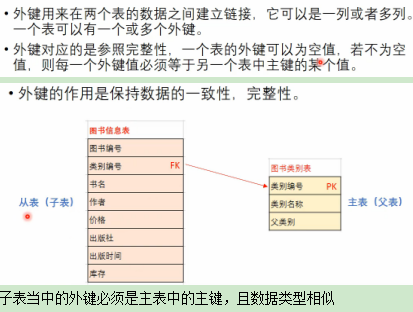 • 外键用来在两个表的数据之间建立链接，它可以是一列或者多列。
一个表可以有一个或多个外键。
• 外键对应的是参照完整性，一个表的外键可以为空值，若不为空
值，则每一个外键值必须等于另一个表中主键的某个值。
• 外键的作用是保持数据的一致性，完整性。
图书信息表
图书编号
类别编号 FK
书名
作者
价格
出版社
出版时间
库存
从表（子表）
图书类别表
类别编号 PK
类别名称
父类别
主表（父表）
子表当中的外键必须是主表中的主键，且数据类型相似